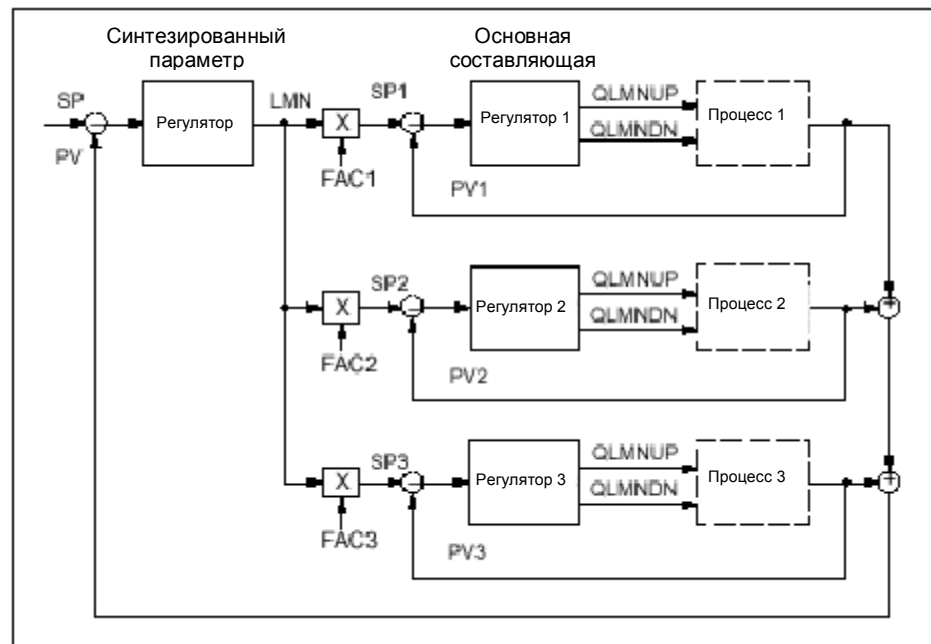 Синтезированный
параметр
Основная
составляющая
SP
PV
Регулятор
LMN
X
FAC1
SP1
PV1
Регулятор 1
QLMNUP
QLMNDN
Процесс 1
X
FAC2
SP2
PV2
Регулятор 2
QLMNUP
QLMNDN
Процесс 2
+
X
FAC3
SP3
PV3
Регулятор 3
QLMNUP
QLMNDN
Процесс 3
+